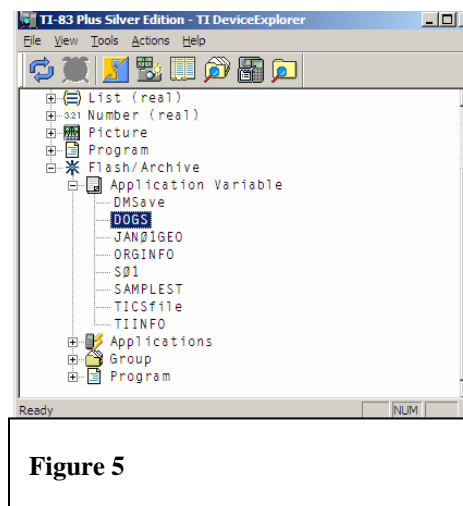 TI-83 Plus Silver Edition - TI DeviceExplorer
File View Tools Actions Help
List (real)
3.21 Number (real)
Picture
Program
Flash/Archive
Application Variable
DMSave
DOGS
JANØ1GEO
ORGINFO
SØ1
SAMPLEST
TICSfile
TIINFO
Applications
Group
Program
Ready NUM
Figure 5